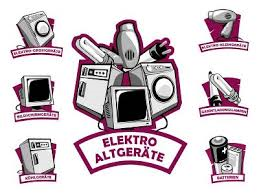 ELEKTRO-GROSSGERÄTE
ELEKTRO-KLEINGERÄTE
BILDSCHIRMGERÄTE
GASENTLADUNGSLAMPEN
ELEKTRO
ALTGERÄTE
KÜHLGERÄTE
BATTERIEN